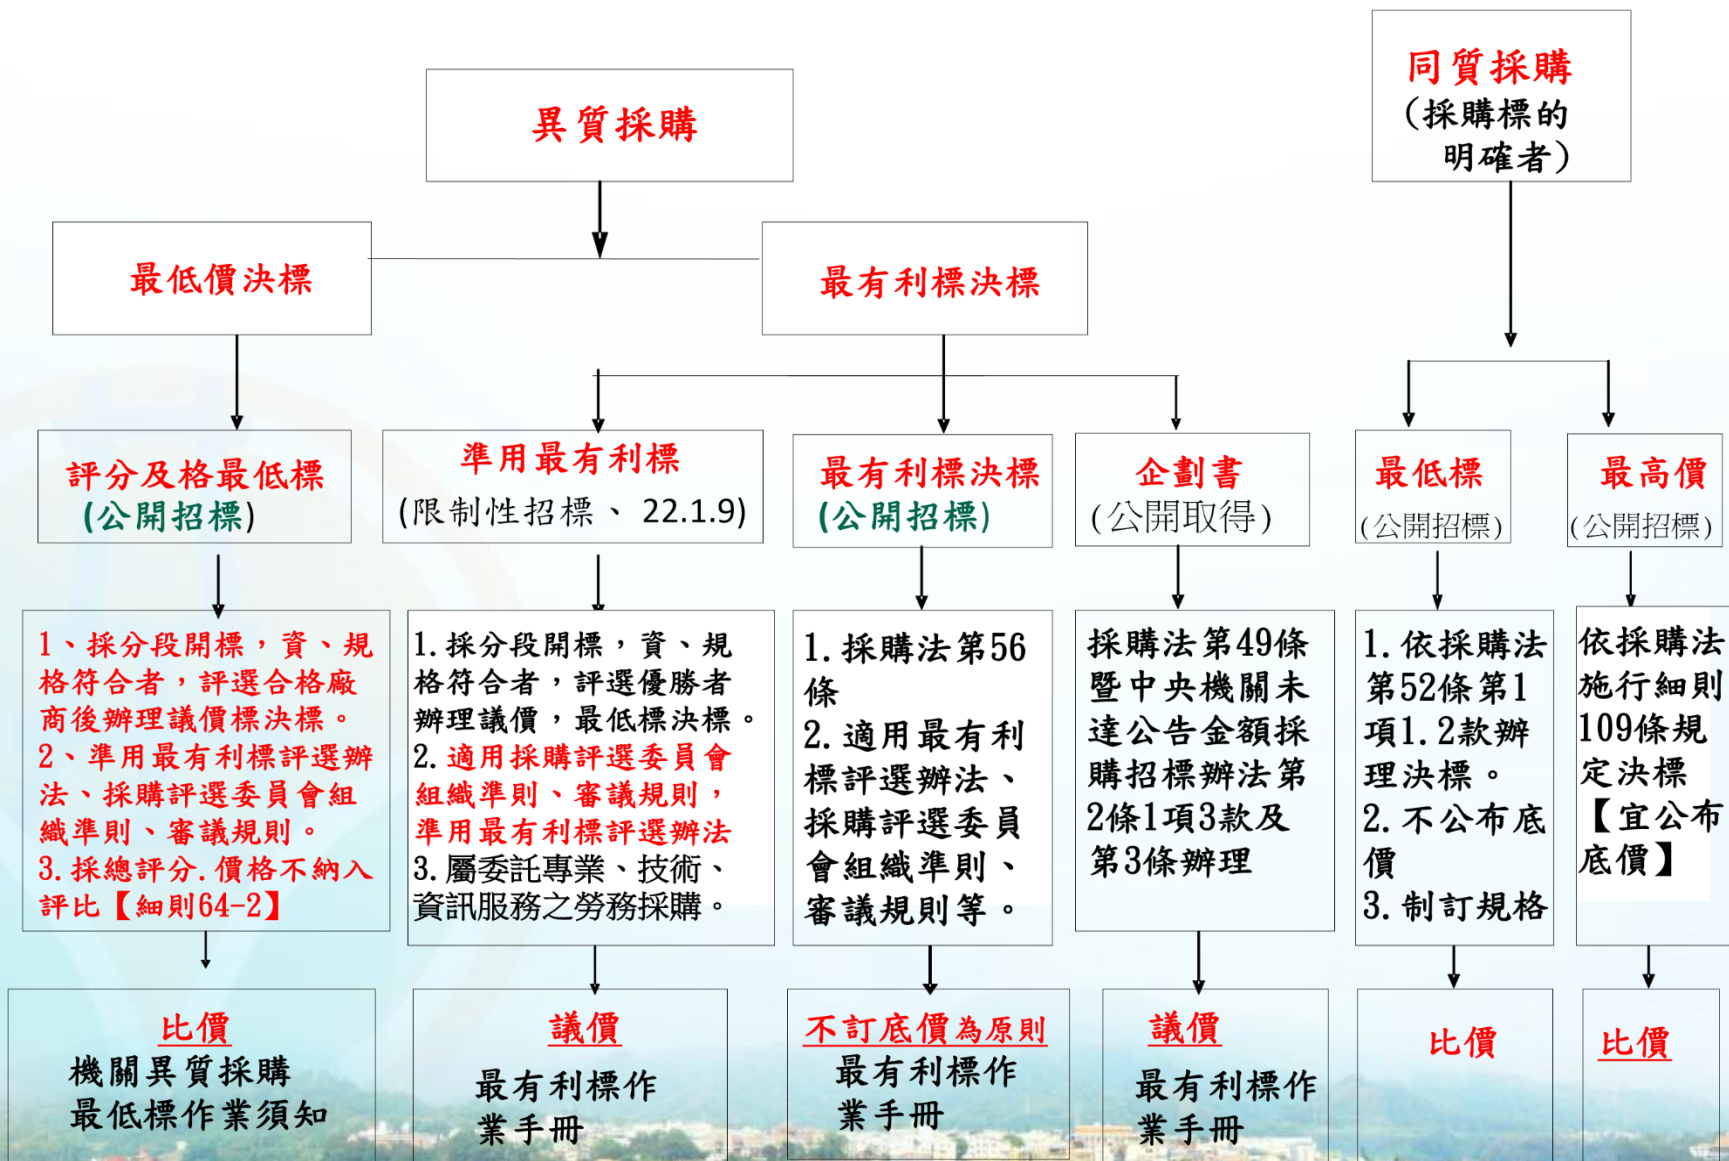 異質採購
同質採購
(採購標的
明確者)
最低價決標
最有利標決標
評分及格最低標
(公開招標)
準用最有利標
(限制性招標、 22.1.9)
最有利標決標
(公開招標)
企劃書
(公開取得)
最低標
(公開招標)
最高價
(公開招標)
1、採分段開標，資、規
格符合者，評選合格廠
商後辦理議價標決標。
2、準用最有利標評選辦
法、採購評選委員會組
織準則、審議規則。
3.採總評分.價格不納入
評比【細則64-2】
1.採分段開標，資、規
格符合者，評選優勝者
辦理議價，最低標決標。
2.適用採購評選委員會
組織準則、審議規則，
準用最有利標評選辦法
3.屬委託專業、技術、
資訊服務之勞務採購。
1.採購法第56
條
2.適用最有利
標評選辦法、
採購評選委員
會組織準則、
審議規則等。
採購法第49條
暨中央機關未
達公告金額採
購招標辦法第
2條1項3款及
第3條辦理
1.依採購法
第52條第1
項1.2款辦
理決標。
2.不公布底
價
3.制訂規格
依採購法
施行細則
109條規
定決標
【宜公布
底價】
比價
機關異質採購
最低標作業須知
議價
最有利標作
業手冊
不訂底價為原則
最有利標作
業手冊
議價
最有利標作
業手冊
比價
比價